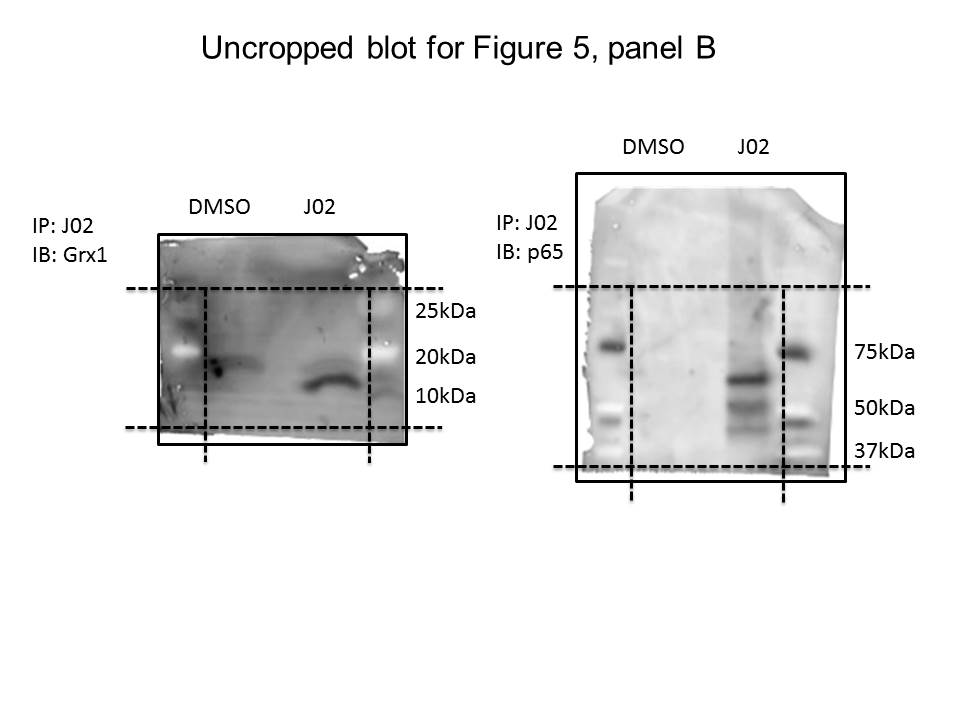 Uncropped blot for Figure 5, panel B
DMSO J02
IP: J02
IB: Grx1
25kDa
20kDa
10kDa
DMSO J02
IP: J02
IB: p65
75kDa
50kDa
37kDa